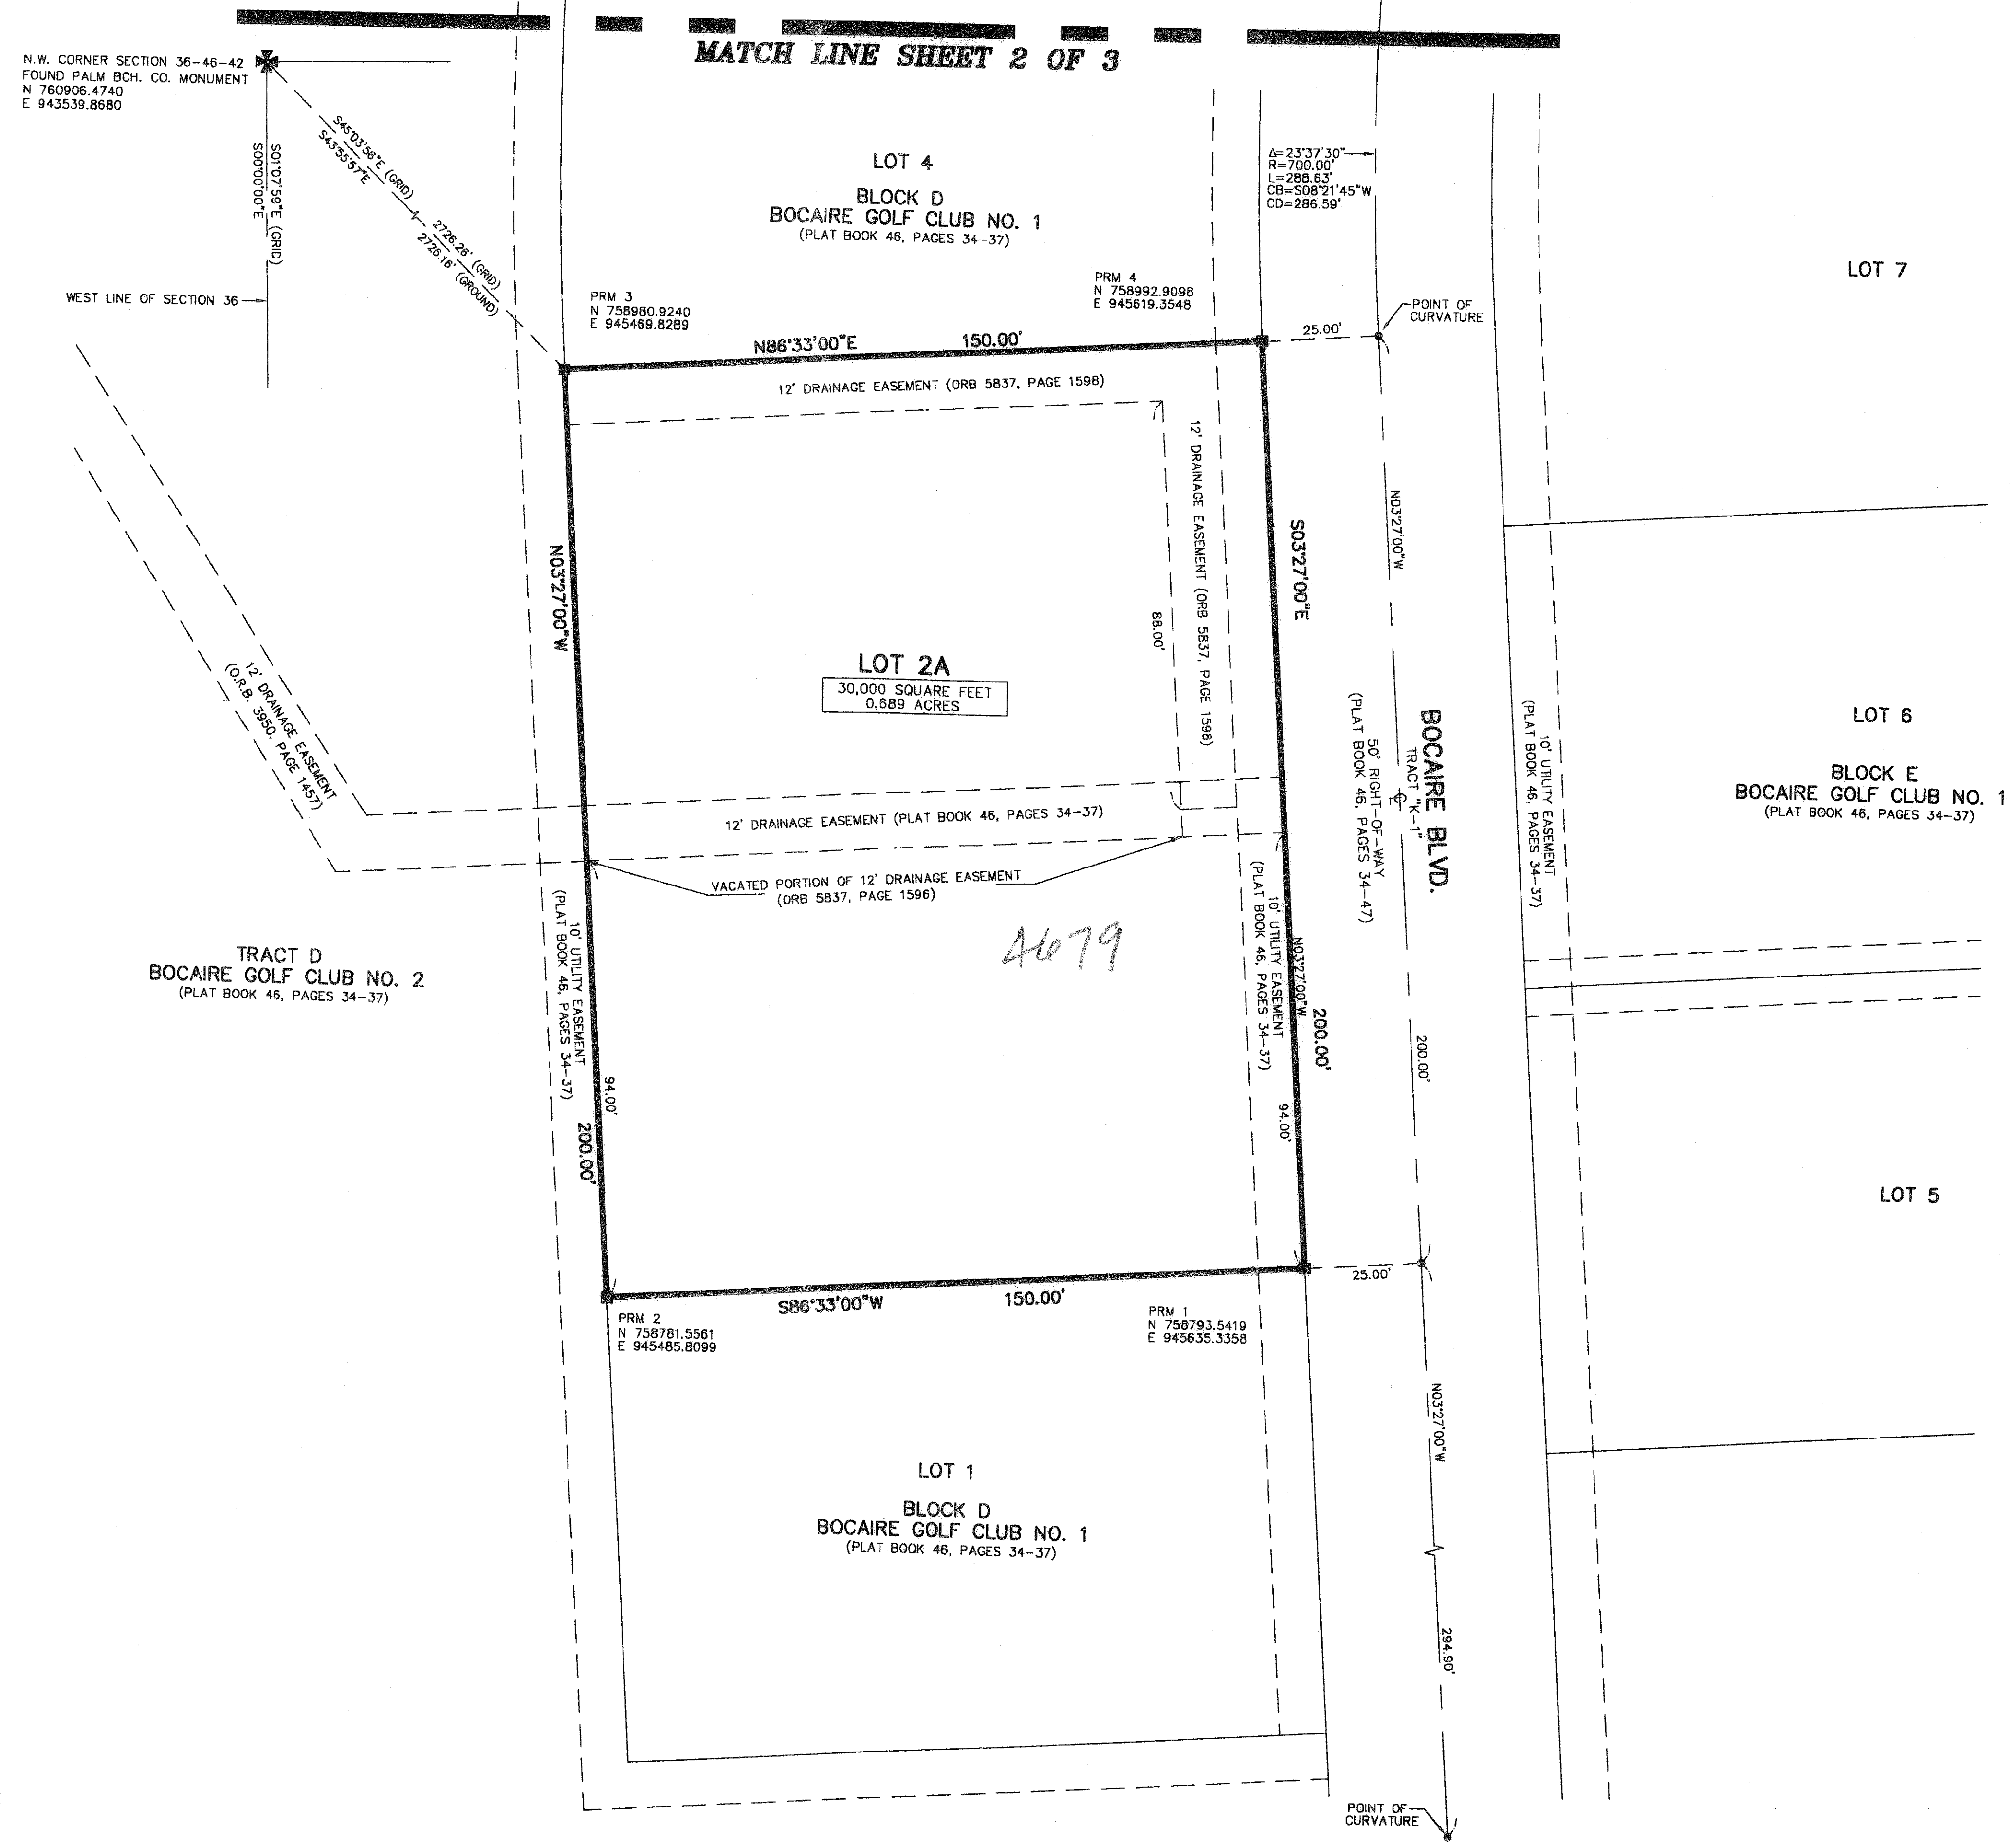 MATCH LINE SHEET 2 OF 3
N.W. CORNER SECTION 36-46-42
FOUND PALM BCH. CO. MONUMENT
N 760906.4740
E 943539.8680
S01°07'59"E (GRID)
S00°00'00"E
S45°03'56"E (GRID)
S43°55'57"E
2726.26' (GRID)
2726.16' (GROUND)
WEST LINE OF SECTION 36
LOT 4
BLOCK D
BOCAIRE GOLF CLUB NO. 1
(PLAT BOOK 46, PAGES 34-37)
Δ=23°37'30"
R=700.00'
L=288.63'
CB=S08°21'45"W
CD=286.59'
LOT 7
PRM 3
N 758980.9240
E 945469.8289
PRM 4
N 758992.9098
E 945619.3548
POINT OF
CURVATURE
25.00'
N86°33'00"E
150.00'
12' DRAINAGE EASEMENT (ORB 5837, PAGE 1598)
12' DRAINAGE EASEMENT (ORB 5837, PAGE 1598)
88.00'
N03°27'00"W
S03°27'00"E
N03°27'00"W
LOT 2A
30,000 SQUARE FEET
0.689 ACRES
12' DRAINAGE EASEMENT
(O.R.B. 3950, PAGE 1457)
BOCAIRE BLVD.
TRACT "K-1"
50' RIGHT-OF-WAY
(PLAT BOOK 46, PAGES 34-47)
10' UTILITY EASEMENT
(PLAT BOOK 46, PAGES 34-37)
LOT 6
BLOCK E
BOCAIRE GOLF CLUB NO. 1
(PLAT BOOK 46, PAGES 34-37)
12' DRAINAGE EASEMENT (PLAT BOOK 46, PAGES 34-37)
VACATED PORTION OF 12' DRAINAGE EASEMENT
(ORB 5837, PAGE 1596)
4679
TRACT D
BOCAIRE GOLF CLUB NO. 2
(PLAT BOOK 46, PAGES 34-37)
10' UTILITY EASEMENT
(PLAT BOOK 46, PAGES 34-37)
94.00'
200.00'
10' UTILITY EASEMENT
(PLAT BOOK 46, PAGES 34-37)
N03°27'00"W
200.00'
94.00'
200.00'
LOT 5
25.00'
S86°33'00"W
150.00'
PRM 2
N 758781.5561
E 945485.8099
PRM 1
N 758793.5419
E 945635.3358
N03°27'00"W
LOT 1
BLOCK D
BOCAIRE GOLF CLUB NO. 1
(PLAT BOOK 46, PAGES 34-37)
294.90'
POINT OF
CURVATURE